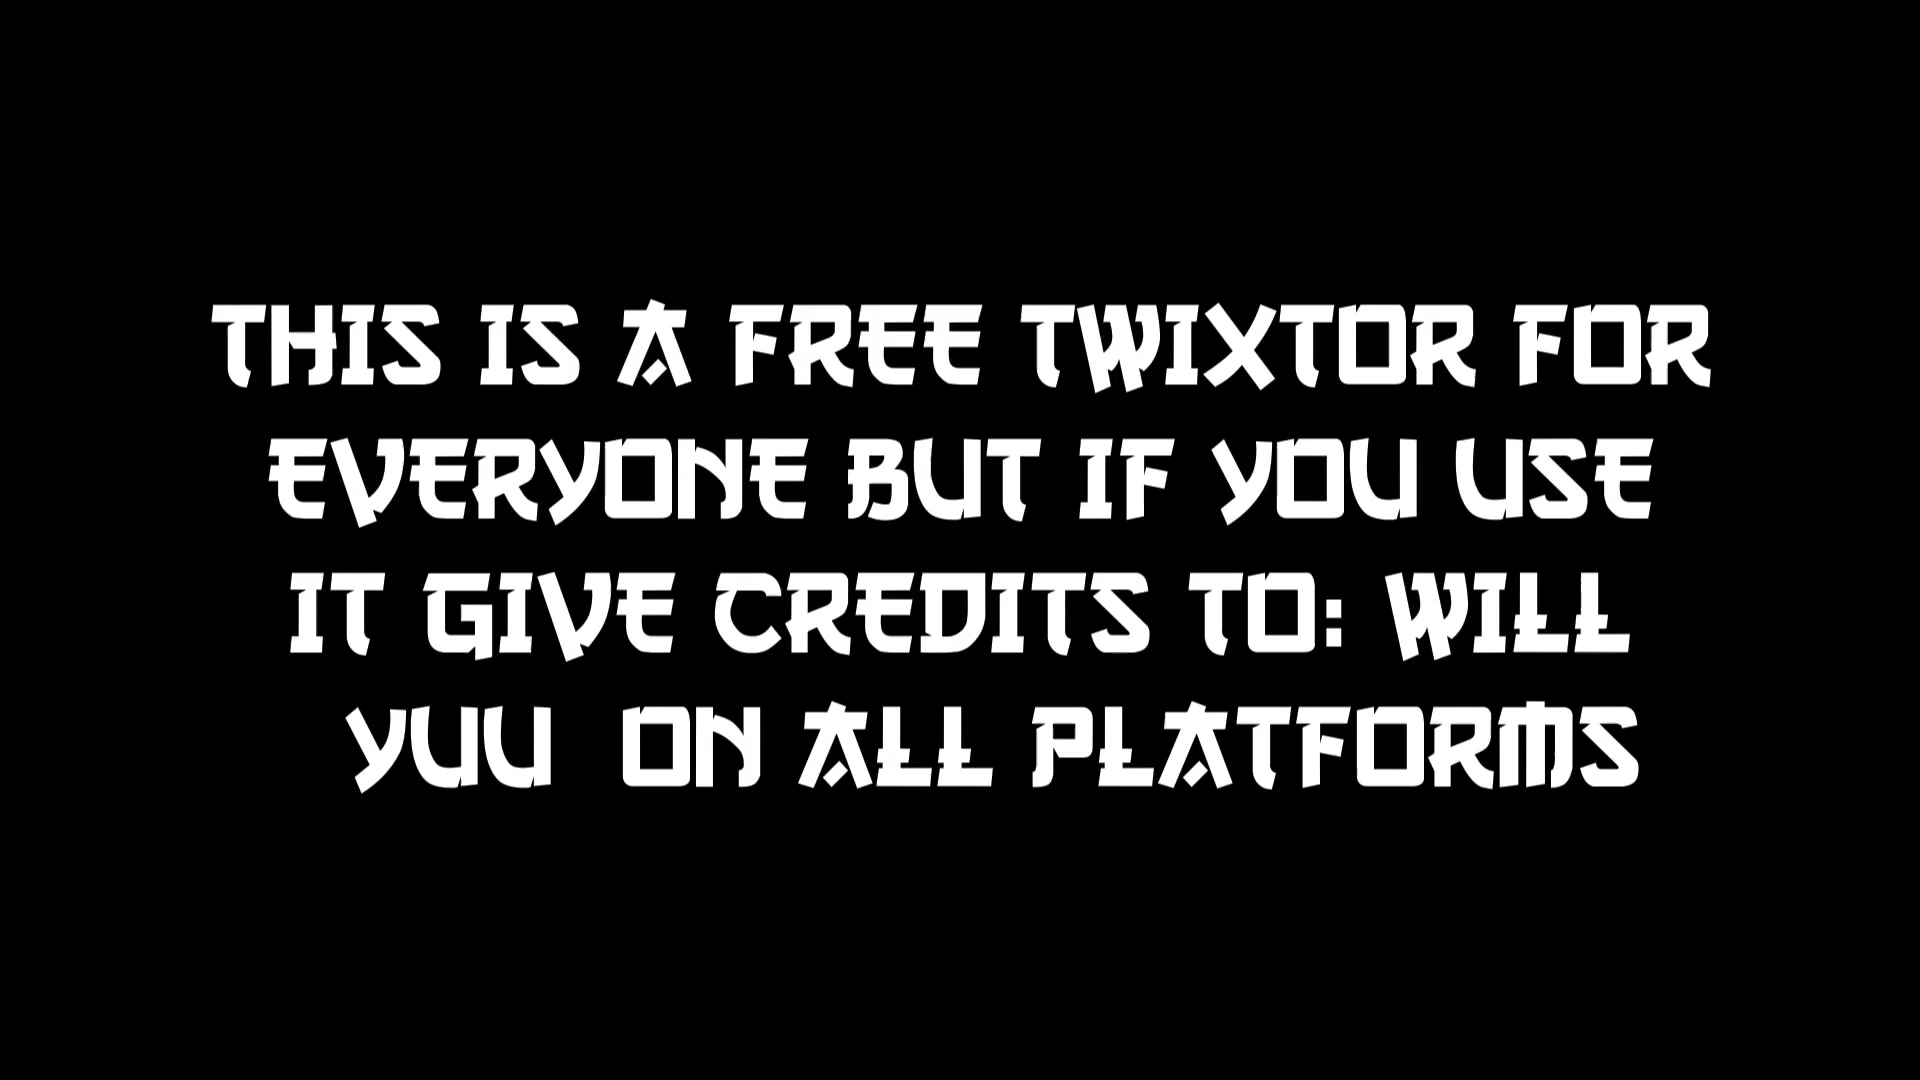 THIS IS A FREE TWIXTOR FOR
EVERYONE BUT IF YOU USE
IT GIVE CREDITS TO: WILL
YUU  ON ALL PLATFORMS